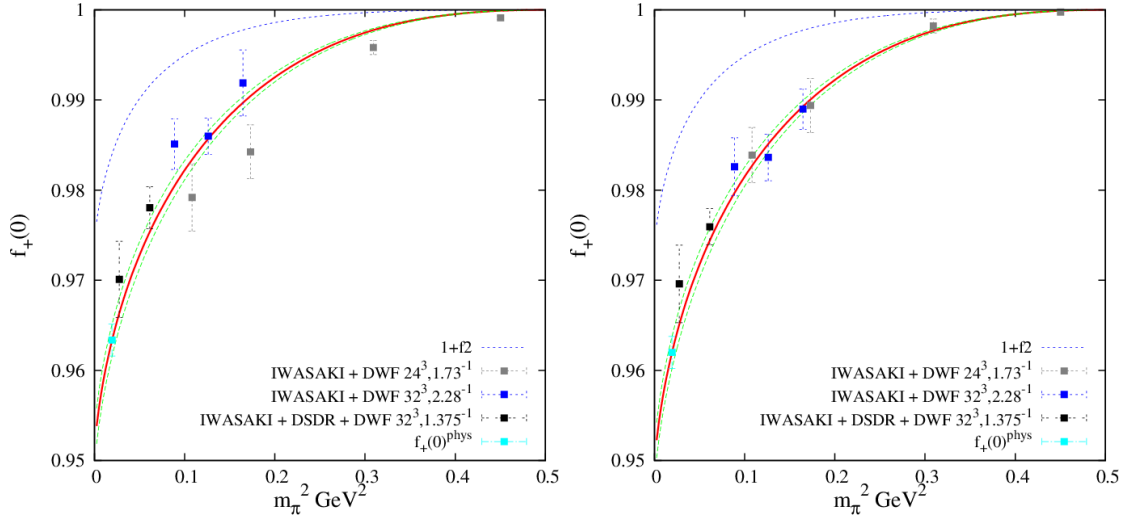 1
0.99
0.98
0.97
0.96
0.95
f₊(0)
1+f2
IWASAKI + DWF 24³,1.73⁻¹
IWASAKI + DWF 32³,2.28⁻¹
IWASAKI + DSDR + DWF 32³,1.375⁻¹
f₊(0)ᵖʰʸˢ
0 0.1 0.2 0.3 0.4 0.5
m_π² GeV²
1
0.99
0.98
0.97
0.96
0.95
f₊(0)
1+f2
IWASAKI + DWF 24³,1.73⁻¹
IWASAKI + DWF 32³,2.28⁻¹
IWASAKI + DSDR + DWF 32³,1.375⁻¹
f₊(0)ᵖʰʸˢ
0 0.1 0.2 0.3 0.4 0.5
m_π² GeV²